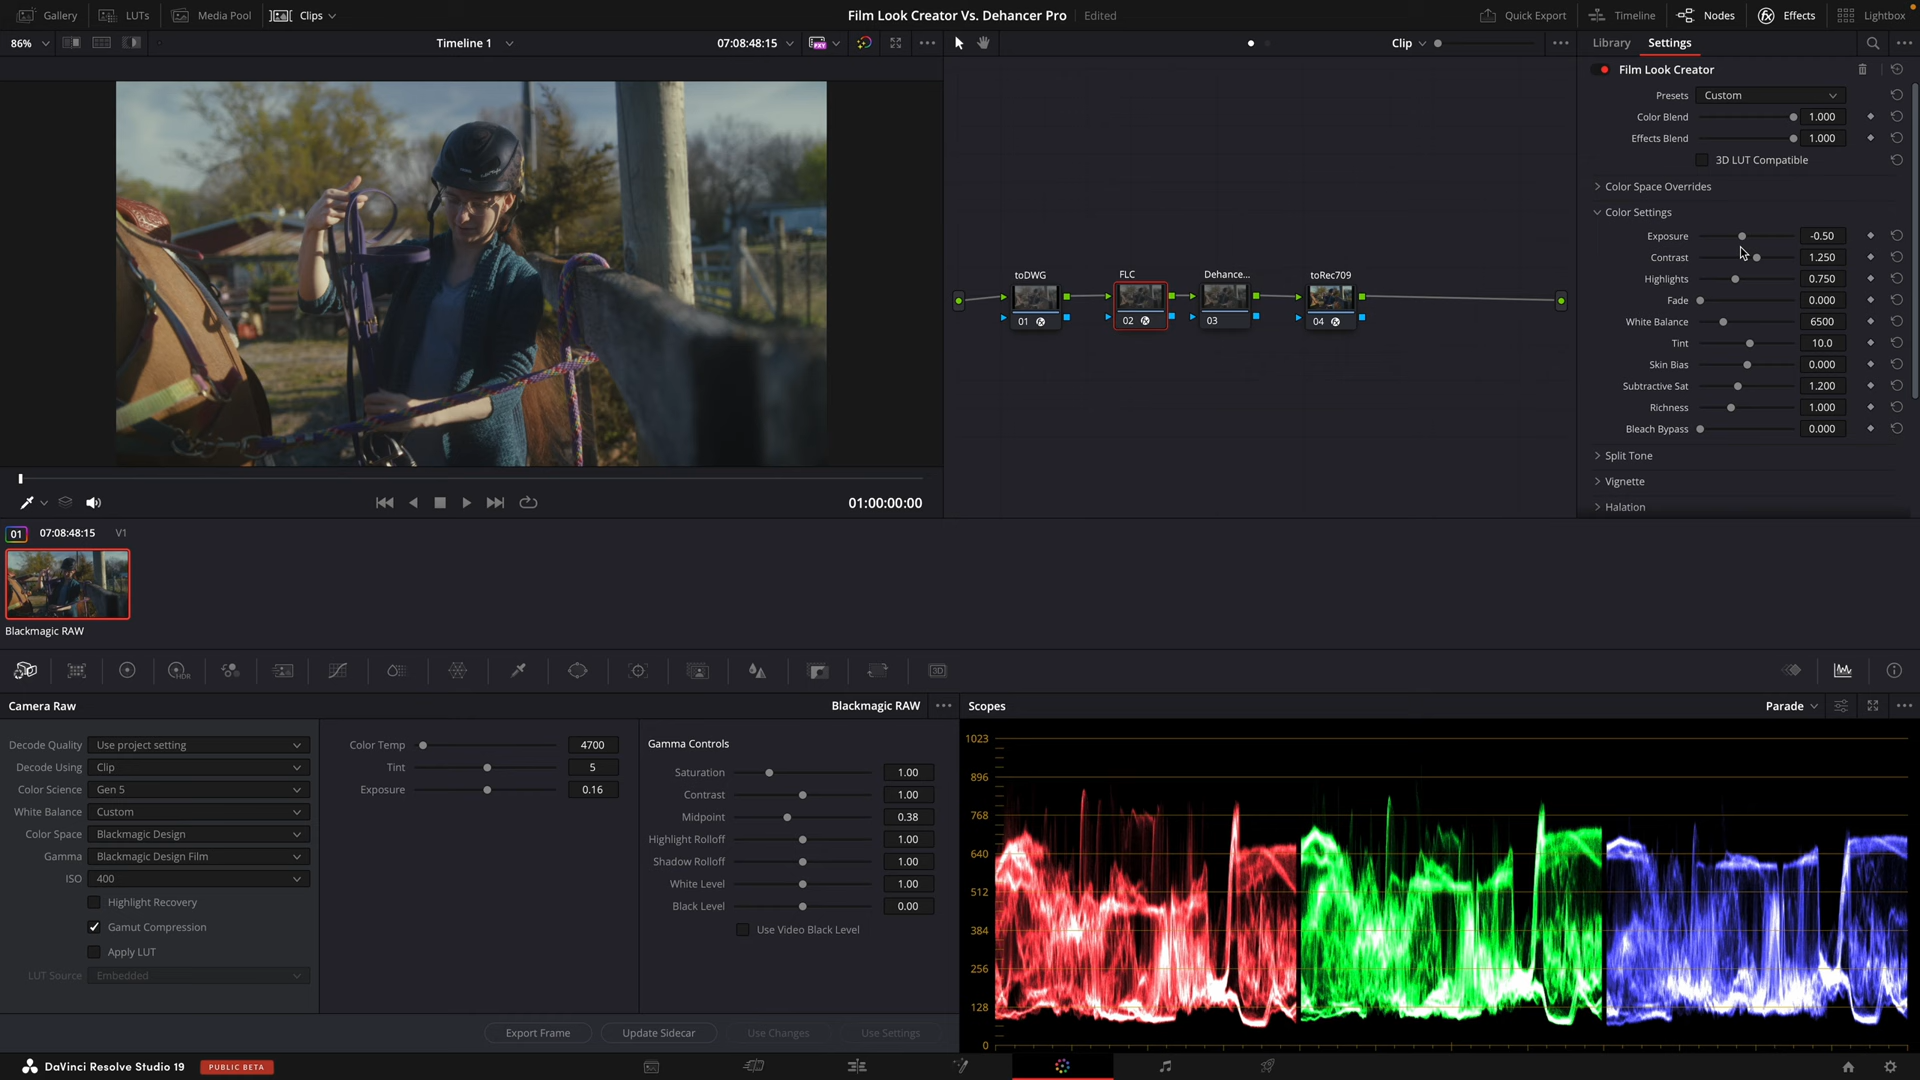 Gallery LUTs Media Pool Clips Film Look Creator Vs. Dehancer Pro Edited Quick Export Timeline Nodes Effects Lightbox
86% Timeline 1 07:08:48:15 PXY Clip Library Settings
Film Look Creator
Presets Custom
Color Blend 1.000
Effects Blend 1.000
3D LUT Compatible
Color Space Overrides
Color Settings
Exposure -0.50
Contrast 1.250
Highlights 0.750
Fade 0.000
White Balance 6500
Tint 10.0
Skin Bias 0.000
Subtractive Sat 1.200
Richness 1.000
Bleach Bypass 0.000
Split Tone
Vignette
Halation
toDWG FLC Dehance... toRec709
01 02 03 04
01:00:00:00
01 07:08:48:15 V1
Blackmagic RAW
HDR 3D
Camera Raw Blackmagic RAW
Decode Quality Use project setting
Decode Using Clip
Color Science Gen 5
White Balance Custom
Color Space Blackmagic Design
Gamma Blackmagic Design Film
ISO 400
Highlight Recovery
Gamut Compression
Apply LUT
LUT Source Embedded
Color Temp 4700
Tint 5
Exposure 0.16
Gamma Controls
Saturation 1.00
Contrast 1.00
Midpoint 0.38
Highlight Rolloff 1.00
Shadow Rolloff 1.00
White Level 1.00
Black Level 0.00
Use Video Black Level
Export Frame Update Sidecar Use Changes Use Settings
Scopes Parade
1023
896
768
640
512
384
256
128
0
DaVinci Resolve Studio 19 PUBLIC BETA